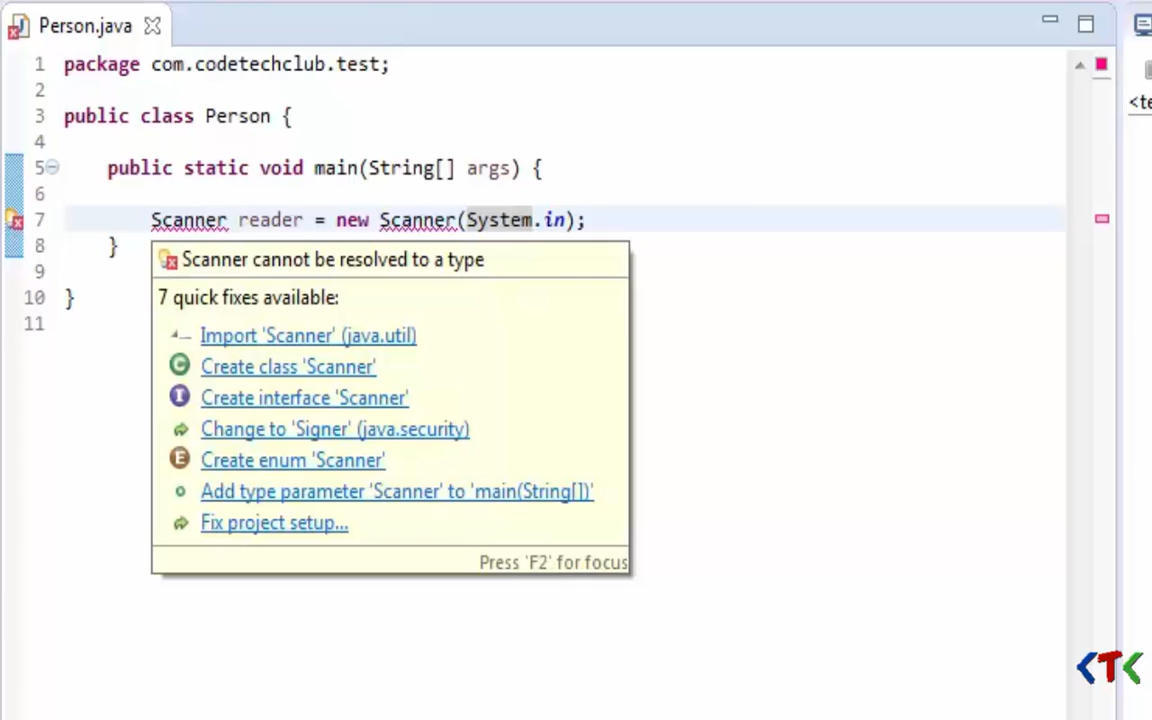 Person.java
1 package com.codetechclub.test;
2
3 public class Person {
4
5 public static void main(String[] args) {
6
7 Scanner reader = new Scanner(System.in);
8 }
9
10 }
11
Scanner cannot be resolved to a type
7 quick fixes available:
Import 'Scanner' (java.util)
C Create class 'Scanner'
I Create interface 'Scanner'
Change to 'Signer' (java.security)
E Create enum 'Scanner'
Add type parameter 'Scanner' to 'main(String[])'
Fix project setup...
Press 'F2' for focus
<te
CTC